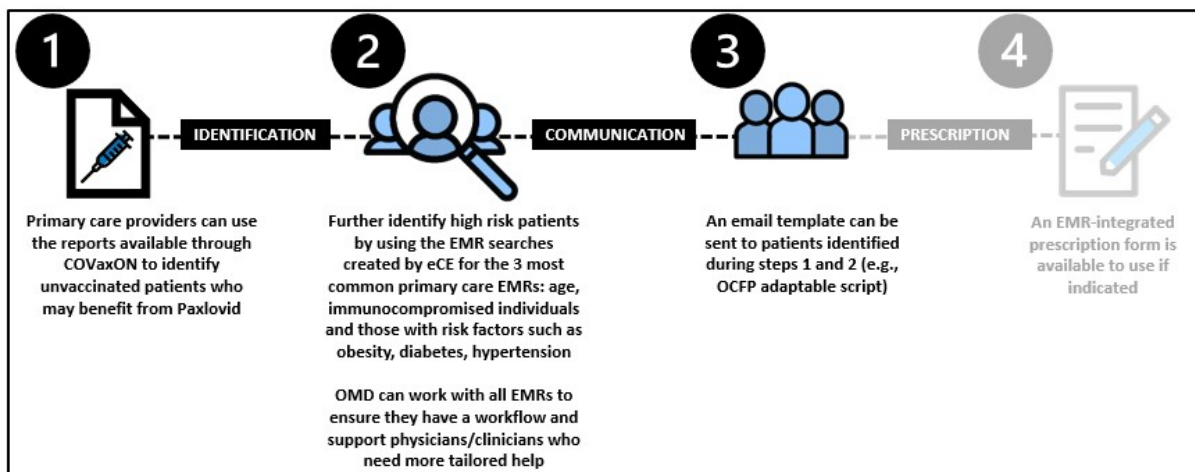 1
2
3
4
IDENTIFICATION
COMMUNICATION
PRESCRIPTION
Primary care providers can use
the reports available through
COVaxON to identify
unvaccinated patients who
may benefit from Paxlovid
Further identify high risk patients
by using the EMR searches
created by eCE for the 3 most
common primary care EMRs: age,
immunocompromised individuals
and those with risk factors such as
obesity, diabetes, hypertension
OMD can work with all EMRs to
ensure they have a workflow and
support physicians/clinicians who
need more tailored help
An email template can be
sent to patients identified
during steps 1 and 2 (e.g.,
OCFP adaptable script)
An EMR-integrated
prescription form is
available to use if
indicated